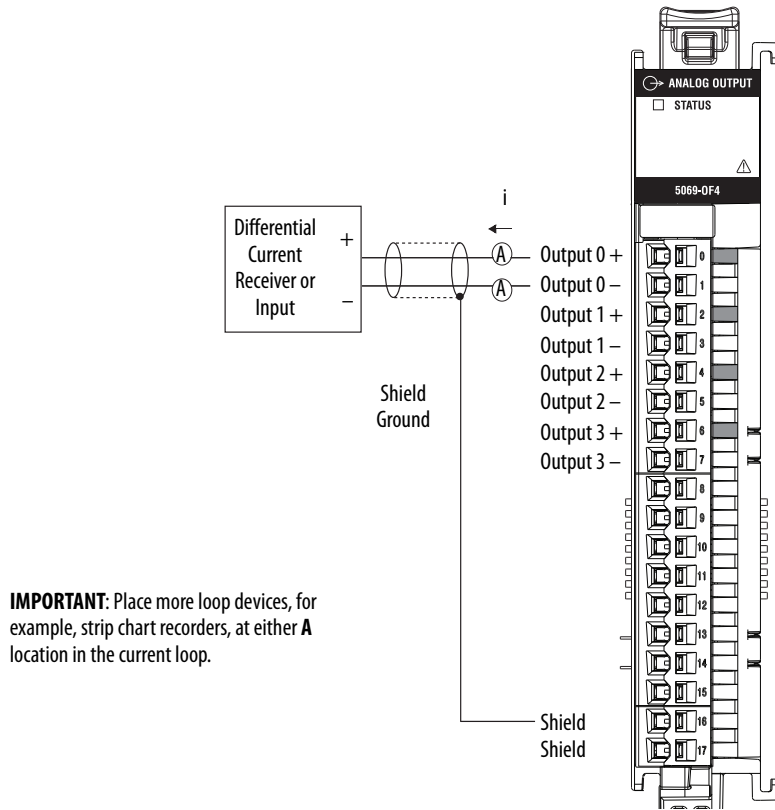 ANALOG OUTPUT
STATUS
5069-OF4
i
Differential
Current
Receiver or
Input
+
−
A
A
Output 0 +
Output 0 −
Output 1 +
Output 1 −
Output 2 +
Output 2 −
Output 3 +
Output 3 −
0
1
2
3
4
5
6
7
8
9
10
11
12
13
14
15
16
17
Shield
Ground
IMPORTANT: Place more loop devices, for
example, strip chart recorders, at either A
location in the current loop.
Shield
Shield